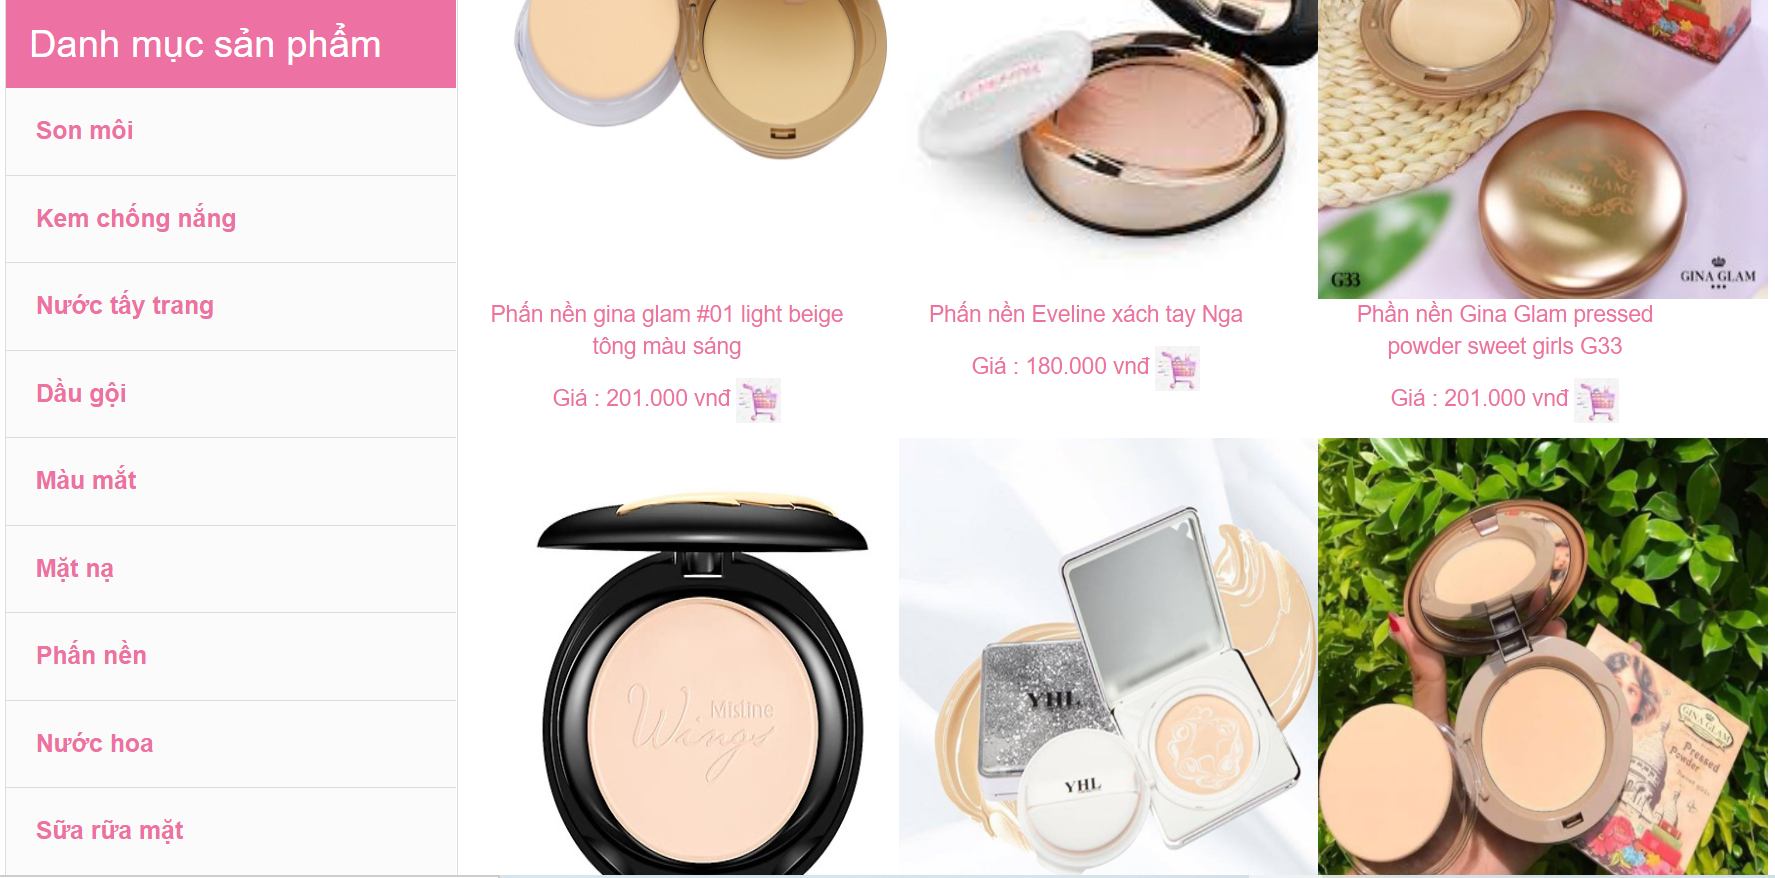 Danh mục sản phẩm
Son môi
Kem chống nắng
Nước tấy trang
Dầu gội
Màu mắt
Mặt nạ
Phấn nền
Nước hoa
Sữa rữa mặt
G33
GINA GLAM
Phấn nền gina glam #01 light beige
tông màu sáng
Giá : 201.000 vnđ
Phấn nền Eveline xách tay Nga
Giá : 180.000 vnđ
Phần nền Gina Glam pressed
powder sweet girls G33
Giá : 201.000 vnđ
Mistine
Wings
YHL
YHL
GINA GLAM
Pressed
Powder